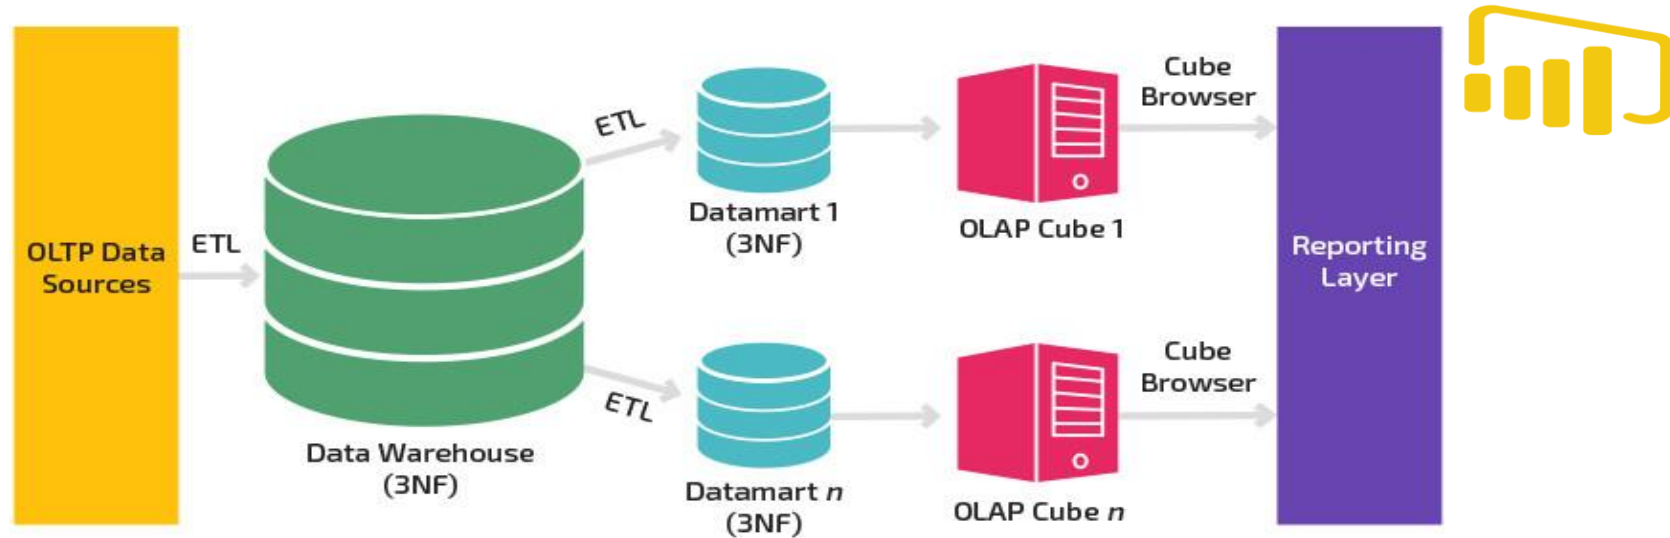 OLTP Data
Sources
ETL
Data Warehouse
(3NF)
ETL
Datamart 1
(3NF)
OLAP Cube 1
Cube
Browser
ETL
Datamart n
(3NF)
OLAP Cube n
Cube
Browser
Reporting
Layer